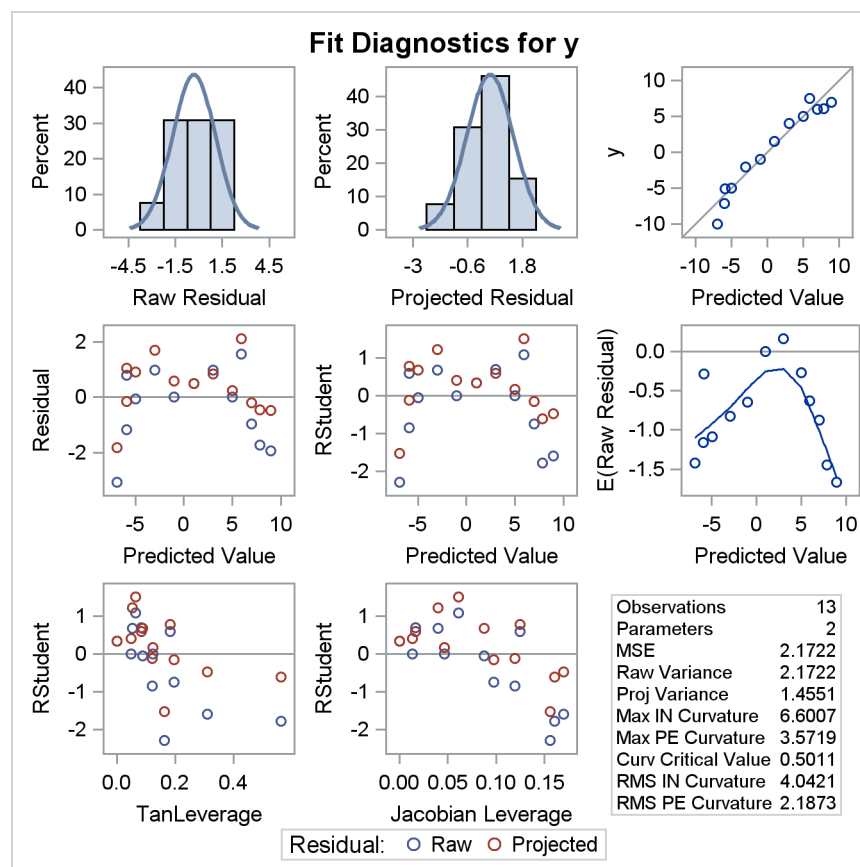 Fit Diagnostics for y
Percent
40
30
20
10
0
-4.5 -1.5 1.5 4.5
Raw Residual
Percent
40
30
20
10
0
-3 -0.6 1.8
Projected Residual
y
10
5
0
-5
-10
-10 -5 0 5 10
Predicted Value
Residual
2
0
-2
-5 0 5 10
Predicted Value
RStudent
1
0
-1
-2
-5 0 5 10
Predicted Value
E(Raw Residual)
0.0
-0.5
-1.0
-1.5
-5 0 5 10
Predicted Value
RStudent
1
0
-1
-2
0.0 0.2 0.4
TanLeverage
RStudent
1
0
-1
-2
0.00 0.05 0.10 0.15
Jacobian Leverage
Observations 13
Parameters 2
MSE 2.1722
Raw Variance 2.1722
Proj Variance 1.4551
Max IN Curvature 6.6007
Max PE Curvature 3.5719
Curv Critical Value 0.5011
RMS IN Curvature 4.0421
RMS PE Curvature 2.1873
Residual: Raw Projected